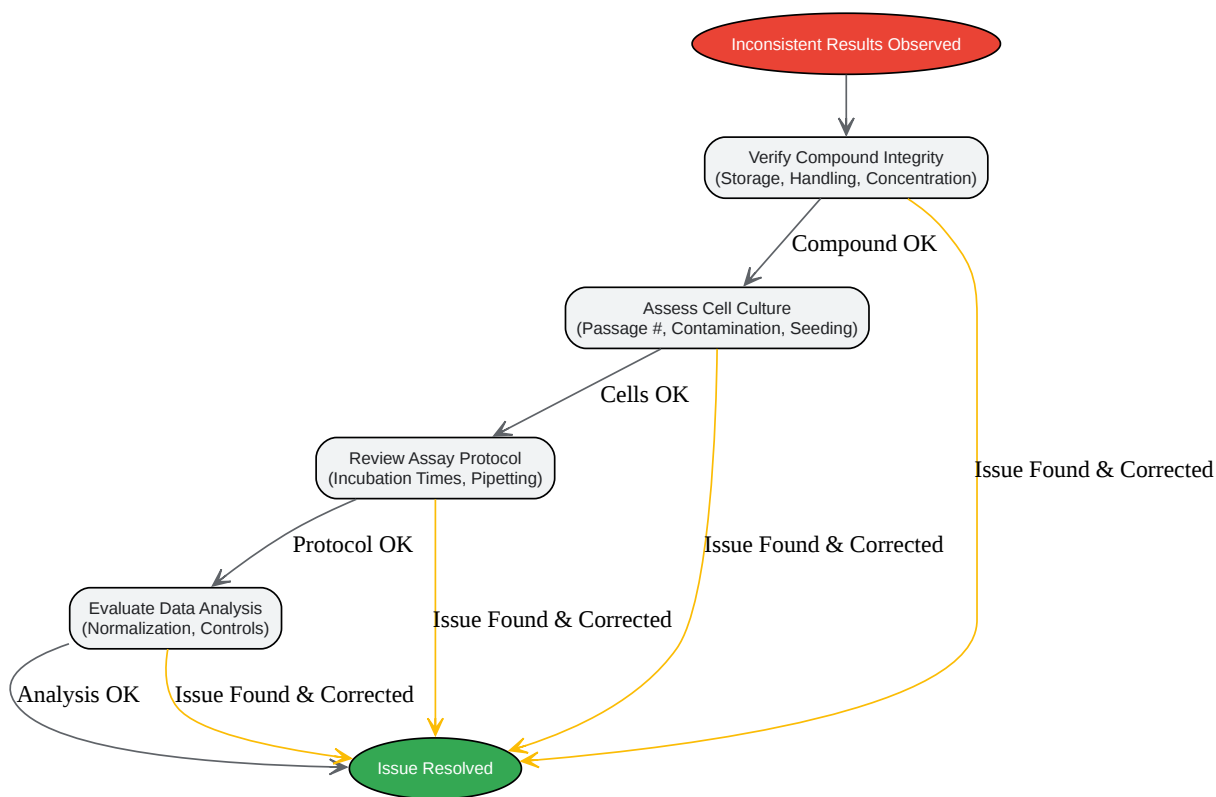 Inconsistent Results Observed
Verify Compound Integrity
(Storage, Handling, Concentration)
Compound OK
Assess Cell Culture
(Passage #, Contamination, Seeding)
Cells OK
Review Assay Protocol
(Incubation Times, Pipetting)
Issue Found & Corrected
Protocol OK
Issue Found & Corrected
Evaluate Data Analysis
(Normalization, Controls)
Issue Found & Corrected
Analysis OK
Issue Found & Corrected
Issue Resolved